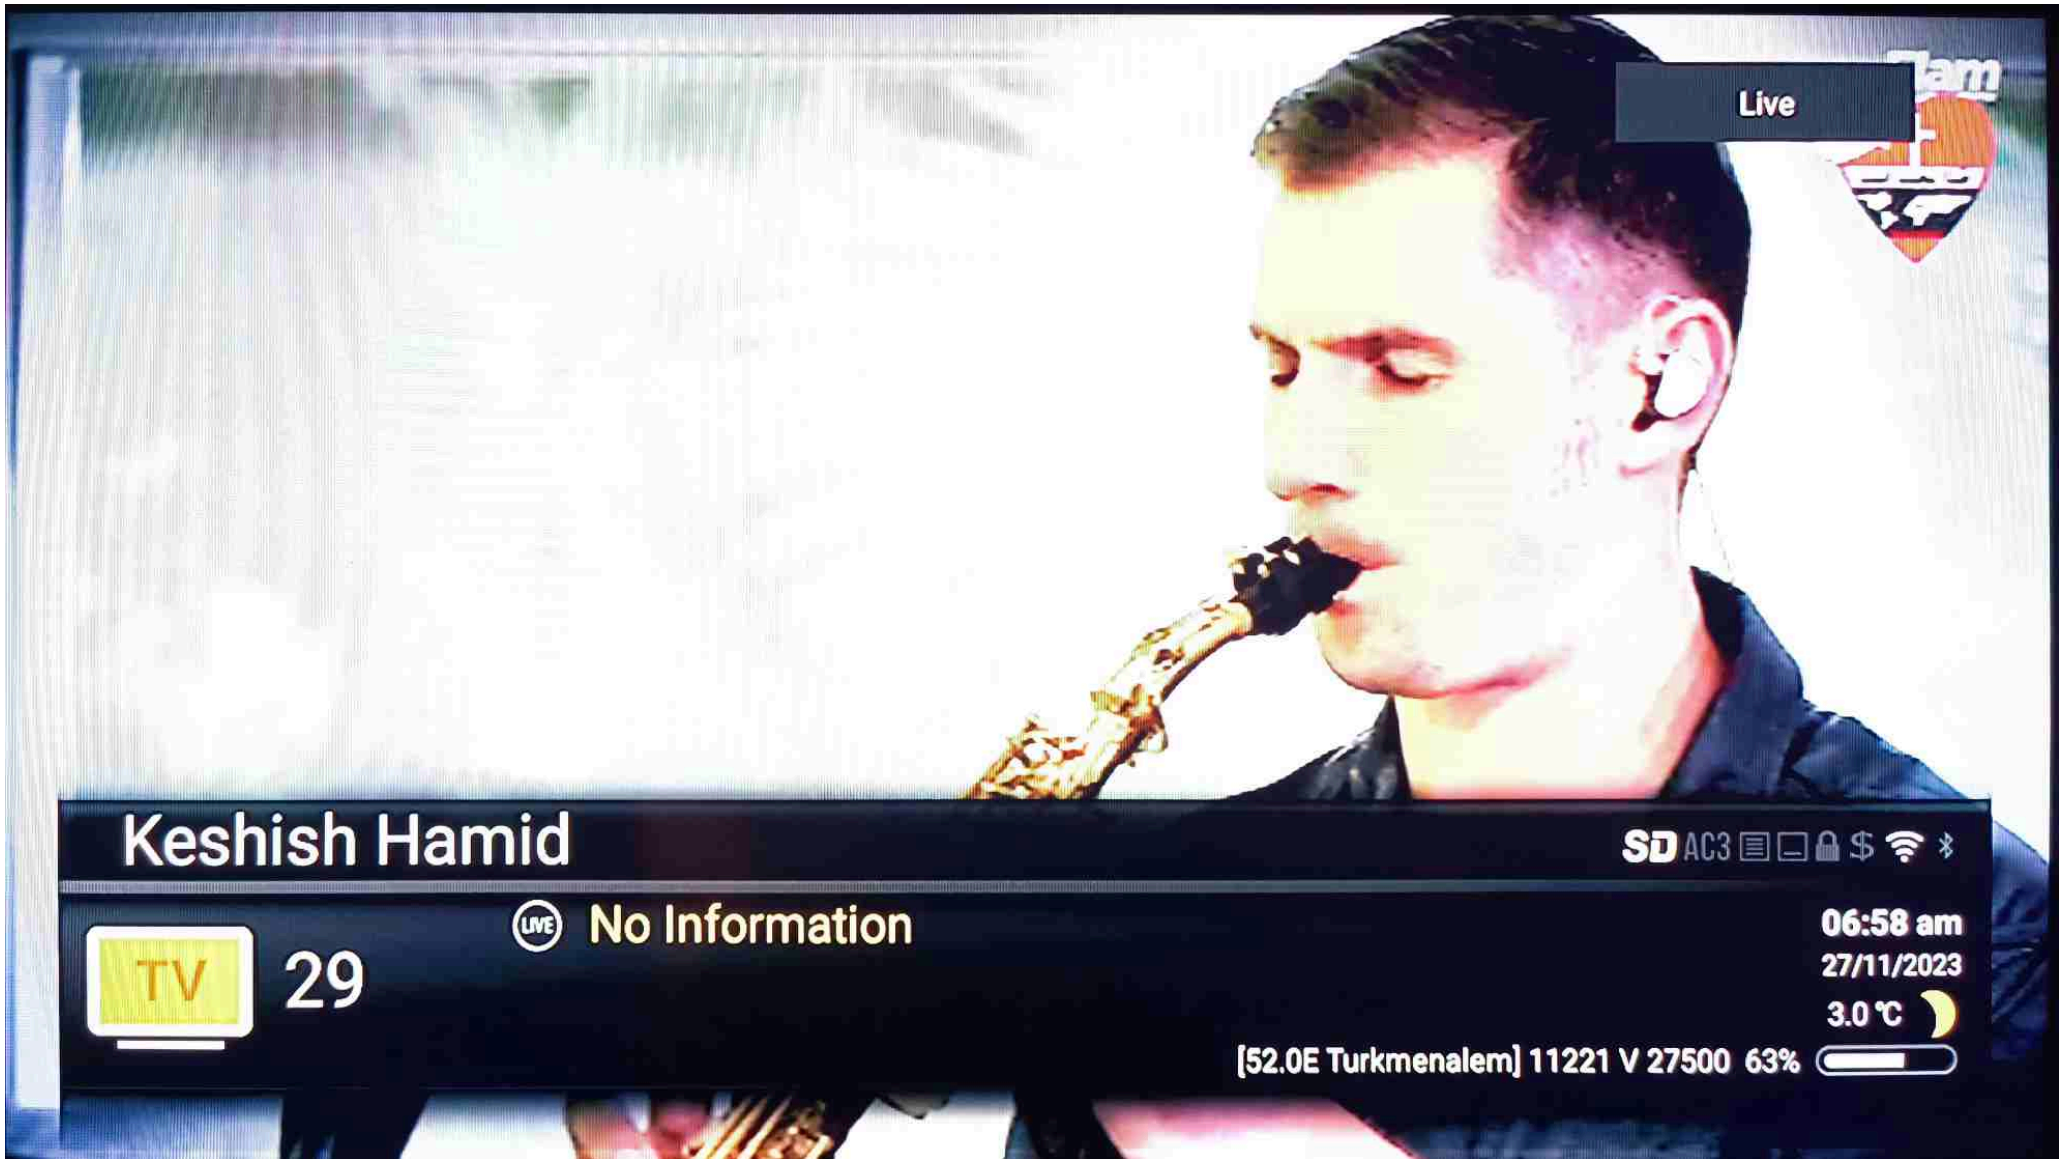 Live
Keshish Hamid
SD AC3 $
LIVE No Information
TV 29
06:58 am
27/11/2023
3.0 °C
[52.0E Turkmenalem] 11221 V 27500 63%